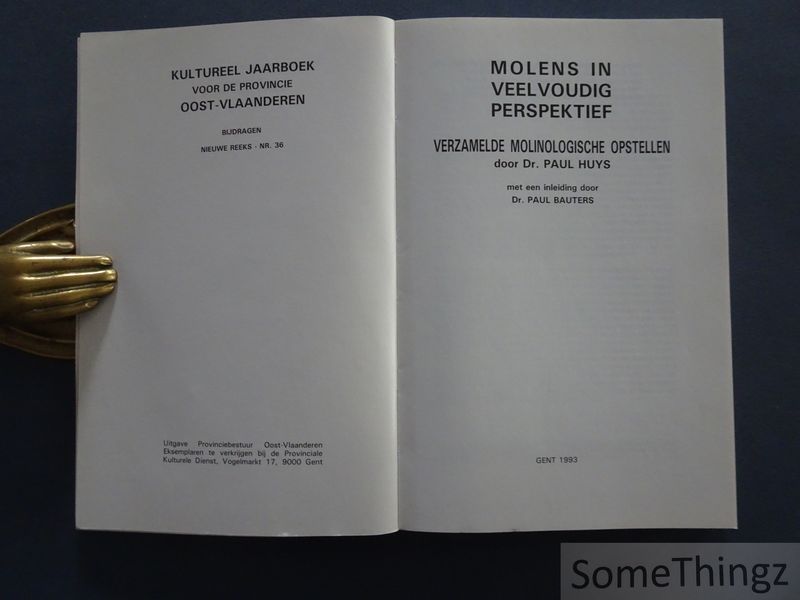 KULTUREEL JAARBOEK
VOOR DE PROVINCIE
OOST-VLAANDEREN
BIJDRAGEN
NIEUWE REEKS - NR. 36
Uitgave Provinciebestuur Oost-Vlaanderen
Eksemplaren te verkrijgen bij de Provinciale
Kulturele Dienst, Vogelmarkt 17, 9000 Gent
MOLENS IN
VEELVOUDIG
PERSPEKTIEF
VERZAMELDE MOLINOLOGISCHE OPSTELLEN
door Dr. PAUL HUYS
met een inleiding door
Dr. PAUL BAUTERS
GENT 1993
SomeThingz